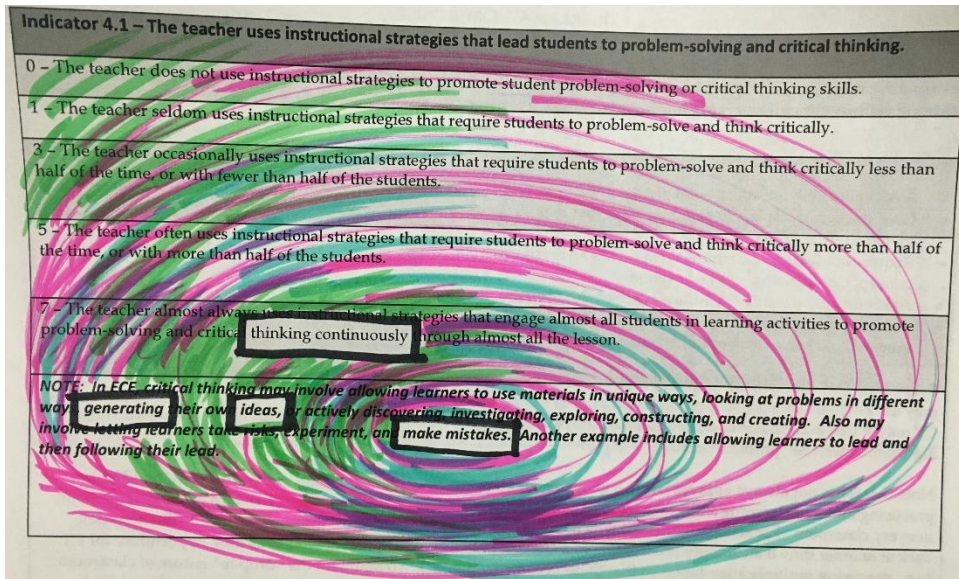 Indicator 4.1 – The teacher uses instructional strategies that lead students to problem-solving and critical thinking.
0 – The teacher does not use instructional strategies to promote student problem-solving or critical thinking skills.
1 – The teacher seldom uses instructional strategies that require students to problem-solve and think critically.
3 – The teacher occasionally uses instructional strategies that require students to problem-solve and think critically less than
half of the time, or with fewer than half of the students.
5 – The teacher often uses instructional strategies that require students to problem-solve and think critically more than half of
the time, or with more than half of the students.
7 – The teacher almost always uses instructional strategies that engage almost all students in learning activities to promote
problem-solving and critical thinking continuously through almost all the lesson.
NOTE: In ECE, critical thinking may involve allowing learners to use materials in unique ways, looking at problems in different
ways, generating their own ideas, or actively discovering, investigating, exploring, constructing, and creating. Also may
involve letting learners take risks, experiment, and make mistakes. Another example includes allowing learners to lead and
then following their lead.